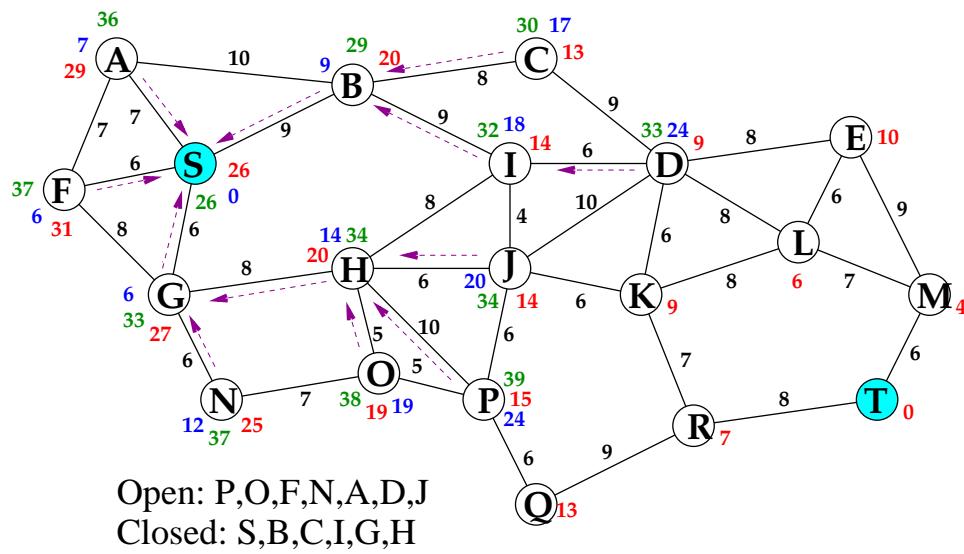 36
30 17
7 A 10 29 C
29 9 B 20 8 13
7 7 9 9
9 32 18 33 24 8 E 10
6 S 26 I 14 6 D 9
37 F 26 0
6 31 8 6 8 4 10 6 8 6 9
14 34 L
20 H 6 J 6 7
6 G 8 20 6 K 8 M 4
33 27 34 14 9
10 6
6 5 7 6
O 5 39
N 7 38 19 19 P 15 8 T 0
12 25 24
37 R 7
6 9
Open: P,O,F,N,A,D,J
Q 13
Closed: S,B,C,I,G,H